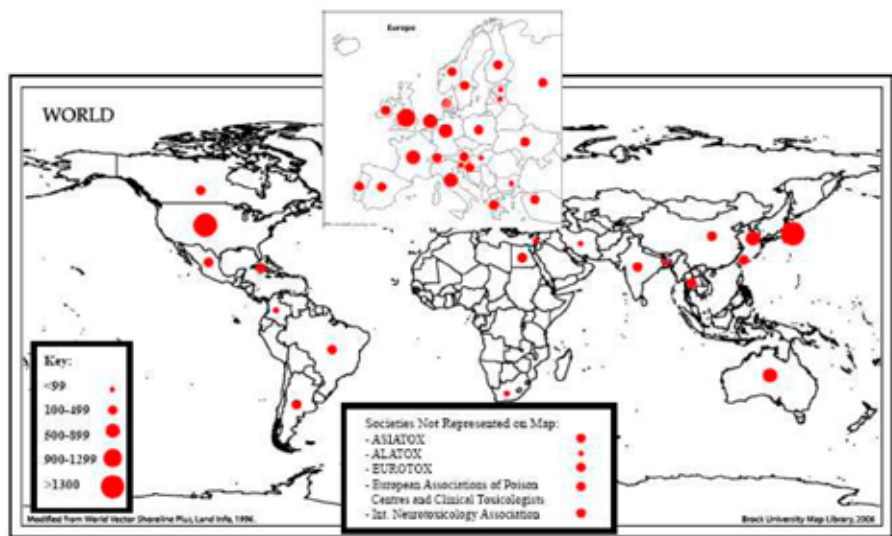 Europe
WORLD
Key:
<99
100-499
500-899
900-1299
>1300
Societies Not Represented on Map:
- ASIATOX
- ALATOX
- EUROTOX
- European Associations of Poison
Centres and Clinical Toxicologists
- Int. Neurotoxicology Association
Modified from World Vector Shoreline Plus, Land Info, 1996.
Brock University Map Library, 2006